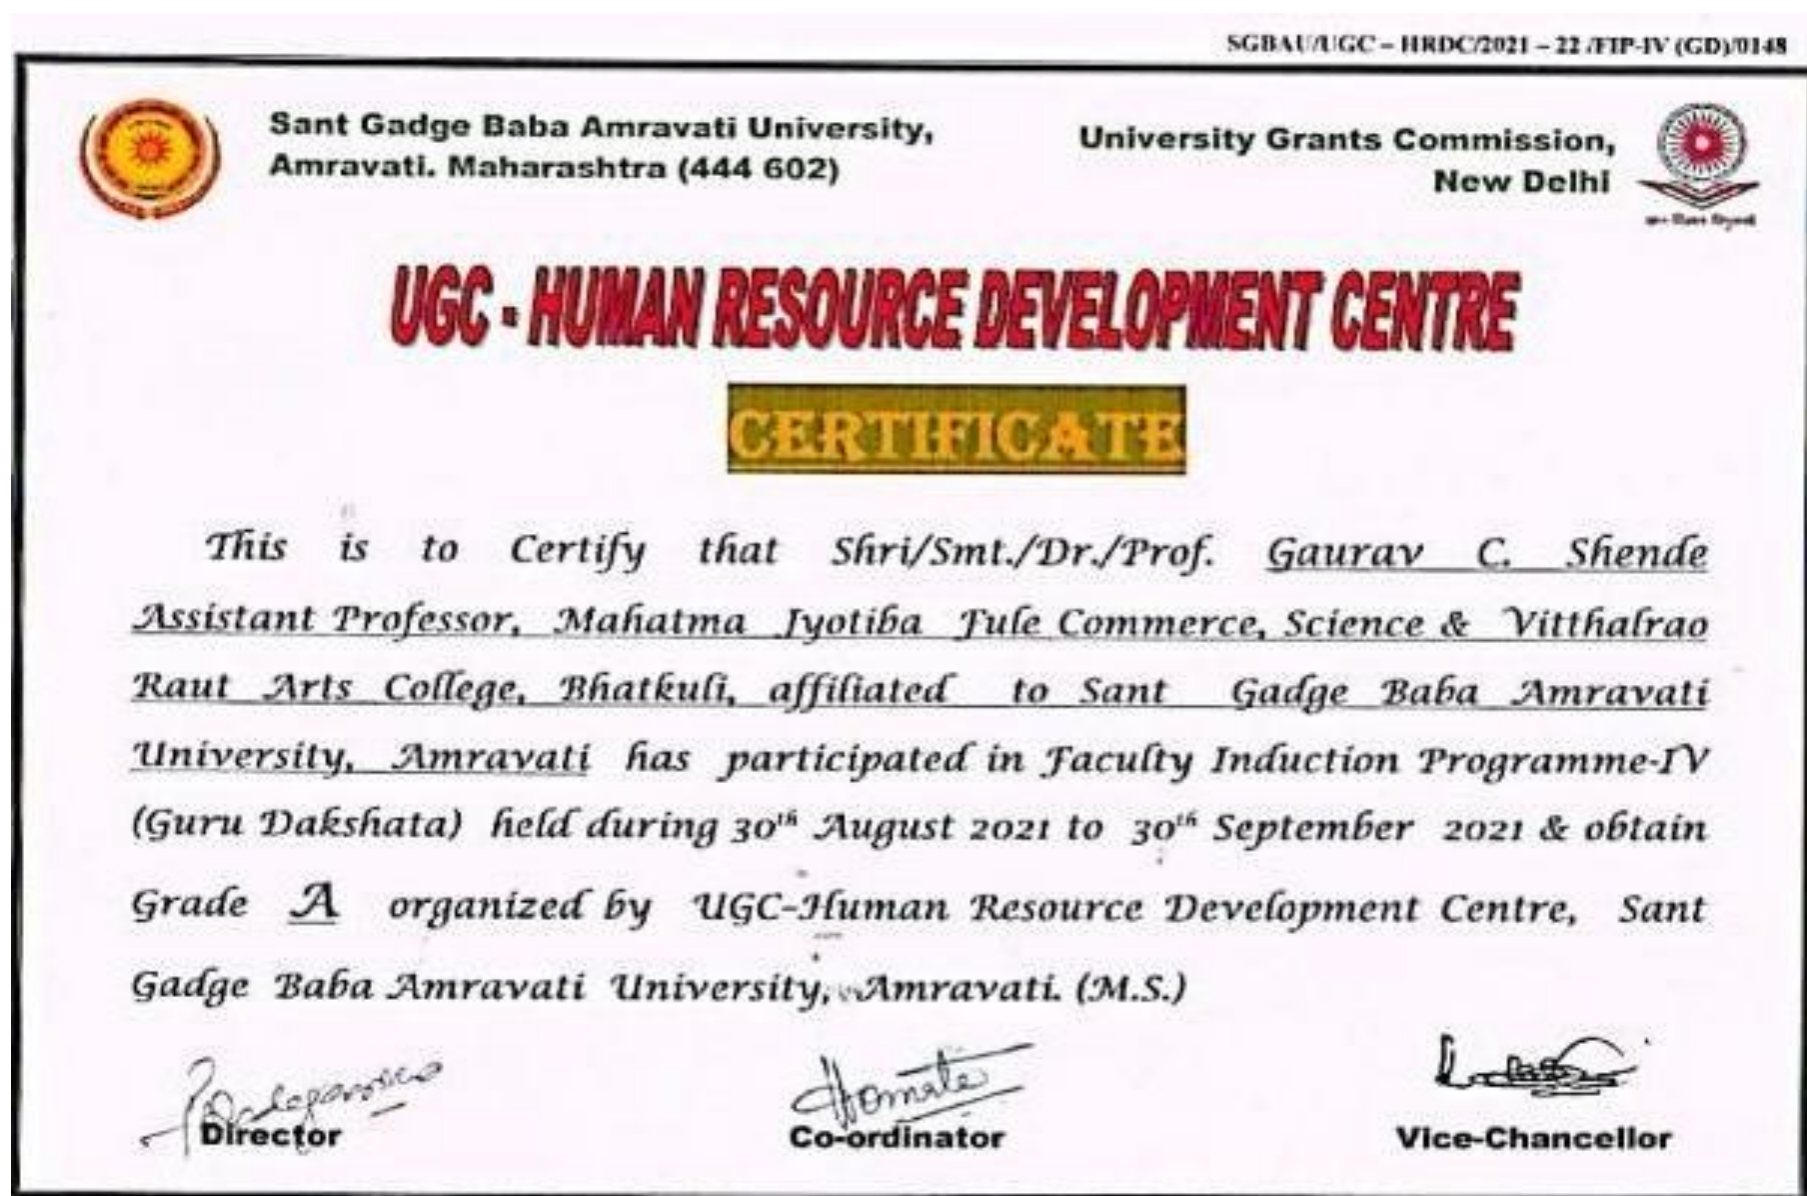 SGBAU/UGC – HRDC/2021 – 22 /FIP-IV (GD)/0148
Sant Gadge Baba Amravati University,
Amravati. Maharashtra (444 602)
University Grants Commission,
New Delhi
UGC - HUMAN RESOURCE DEVELOPMENT CENTRE
CERTIFICATE
This is to Certify that Shri/Smt./Dr./Prof. Gaurav C. Shende
Assistant Professor, Mahatma Jyotiba Fule Commerce, Science & Vitthalrao
Raut Arts College, Bhatkuli, affiliated to Sant Gadge Baba Amravati
University, Amravati has participated in Faculty Induction Programme-IV
(Guru Dakshata) held during 30th August 2021 to 30th September 2021 & obtain
Grade A organized by UGC-Human Resource Development Centre, Sant
Gadge Baba Amravati University, Amravati. (M.S.)
Director
Co-ordinator
Vice-Chancellor